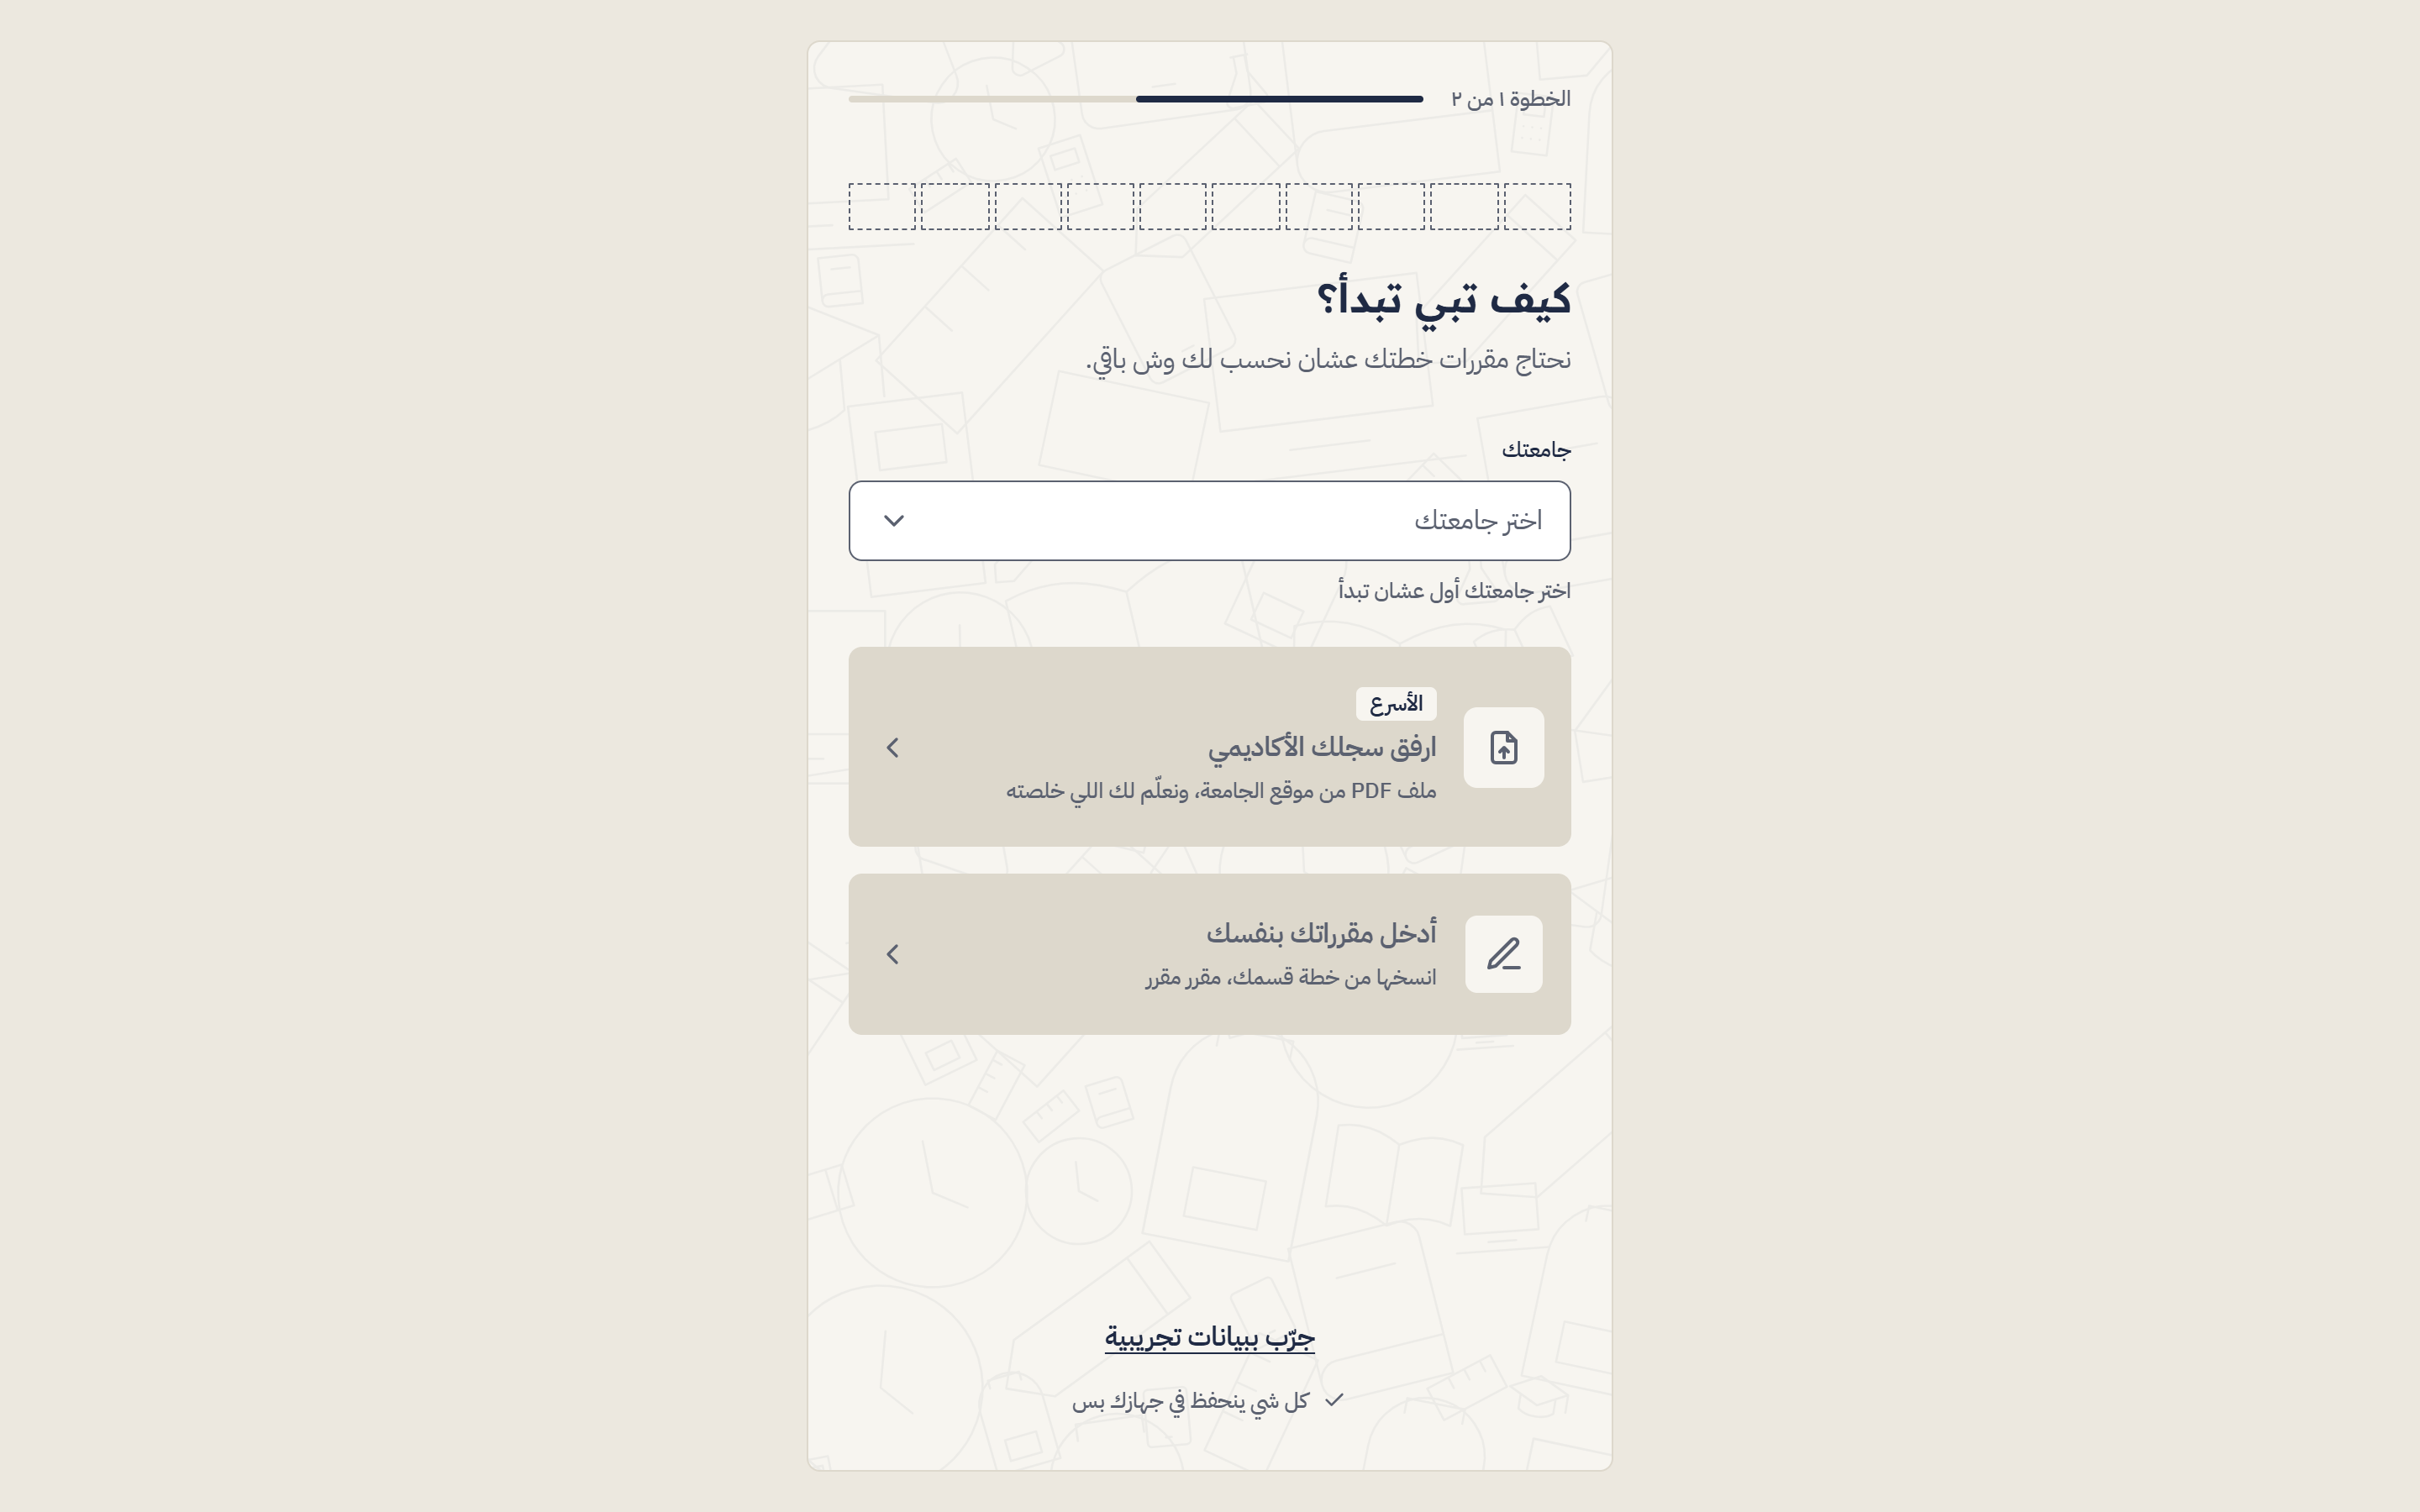 الخطوة ١ من ٢
كيف تبي تبدأ؟
نحتاج مقررات خطتك عشان نحسب لك وش باقي.
جامعتك
اختر جامعتك
اختر جامعتك أول عشان تبدأ
الأسرع
ارفق سجلك الأكاديمي
ملف PDF من موقع الجامعة، ونعلّم لك اللي خلصته
أدخل مقرراتك بنفسك
انسخها من خطة قسمك، مقرر مقرر
جرّب ببيانات تجريبية
كل شي ينحفظ في جهازك بس